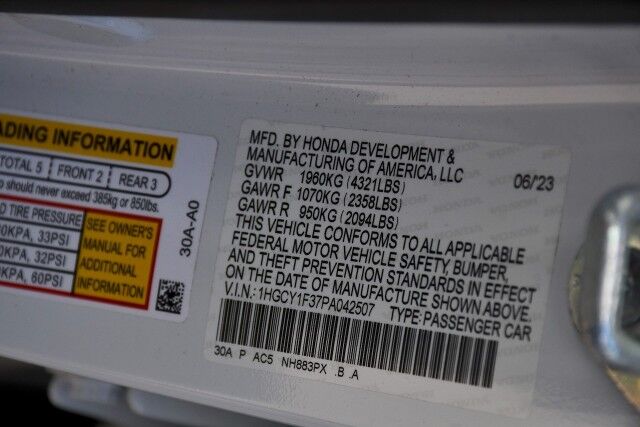 ADING INFORMATION
TOTAL 5 FRONT 2 REAR 3
o should never exceed 385kg or 850lbs.
D TIRE PRESSURE
0KPA, 33PSI
0KPA, 32PSI
0KPA, 60PSI
SEE OWNER'S
MANUAL FOR
ADDITIONAL
INFORMATION
30A-A0
MFD. BY HONDA DEVELOPMENT &
MANUFACTURING OF AMERICA, LLC
06/23
GVWR 1960KG (4321LBS)
GAWR F 1070KG (2358LBS)
GAWR R 950KG (2094LBS)
THIS VEHICLE CONFORMS TO ALL APPLICABLE
FEDERAL MOTOR VEHICLE SAFETY, BUMPER,
AND THEFT PREVENTION STANDARDS IN EFFECT
ON THE DATE OF MANUFACTURE SHOWN ABOVE.
V.I.N.: 1HGCY1F37PA042507 TYPE: PASSENGER CAR
30A P AC5 NH883PX .B .A